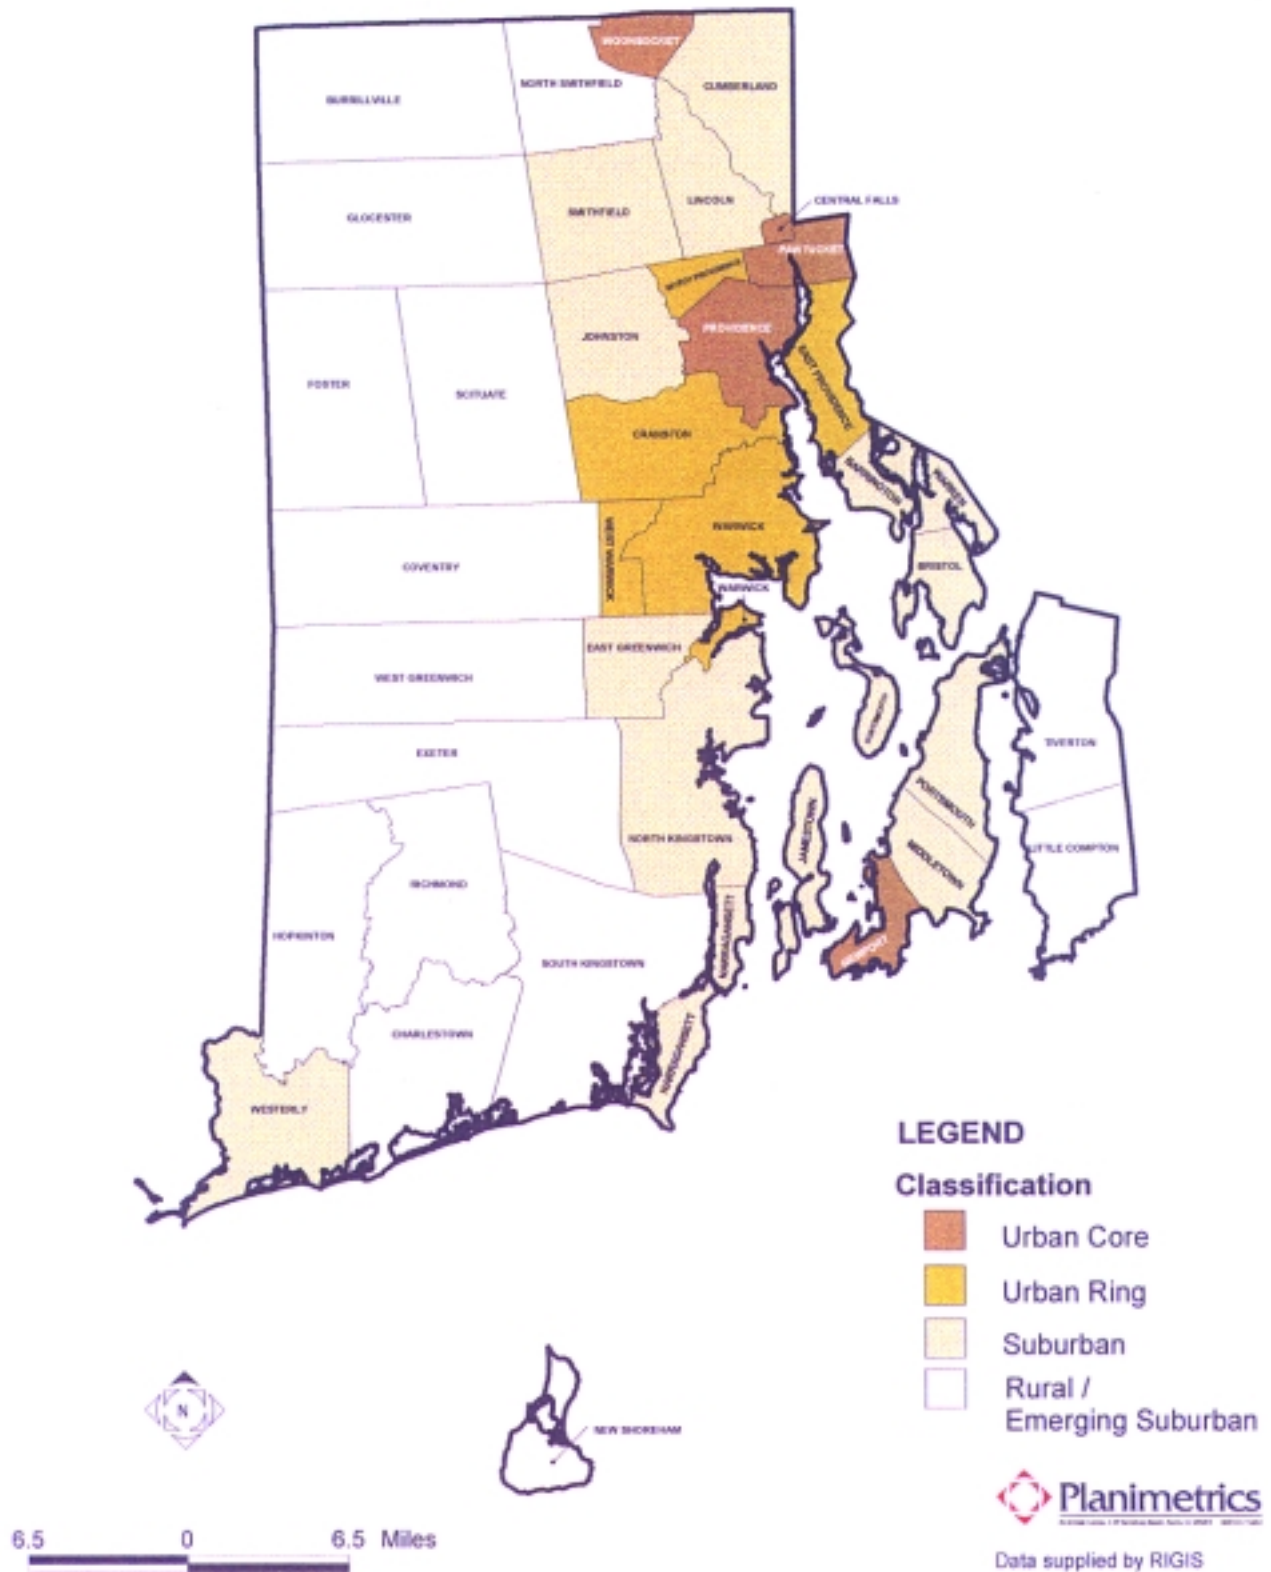 WOONSOCKET
NORTH SMITHFIELD
CUMBERLAND
BURRILLVILLE
CENTRAL FALLS
LINCOLN
SMITHFIELD
GLOCESTER
PAWTUCKET
NORTH PROVIDENCE
PROVIDENCE
JOHNSTON
EAST PROVIDENCE
FOSTER
SCITUATE
CRANSTON
BARRINGTON
WARREN
WARWICK
WEST WARWICK
COVENTRY
BRISTOL
WARWICK
EAST GREENWICH
WEST GREENWICH
PORTSMOUTH
TIVERTON
EXETER
PORTSMOUTH
JAMESTOWN
NORTH KINGSTOWN
MIDDLETOWN
LITTLE COMPTON
RICHMOND
NARRAGANSETT
HOPKINTON
NEWPORT
SOUTH KINGSTOWN
CHARLESTOWN
NARRAGANSETT
WESTERLY
LEGEND
Classification
Urban Core
Urban Ring
Suburban
Rural /
Emerging Suburban
N
NEW SHOREHAM
Planimetrics
6.5 0 6.5 Miles
Data supplied by RIGIS